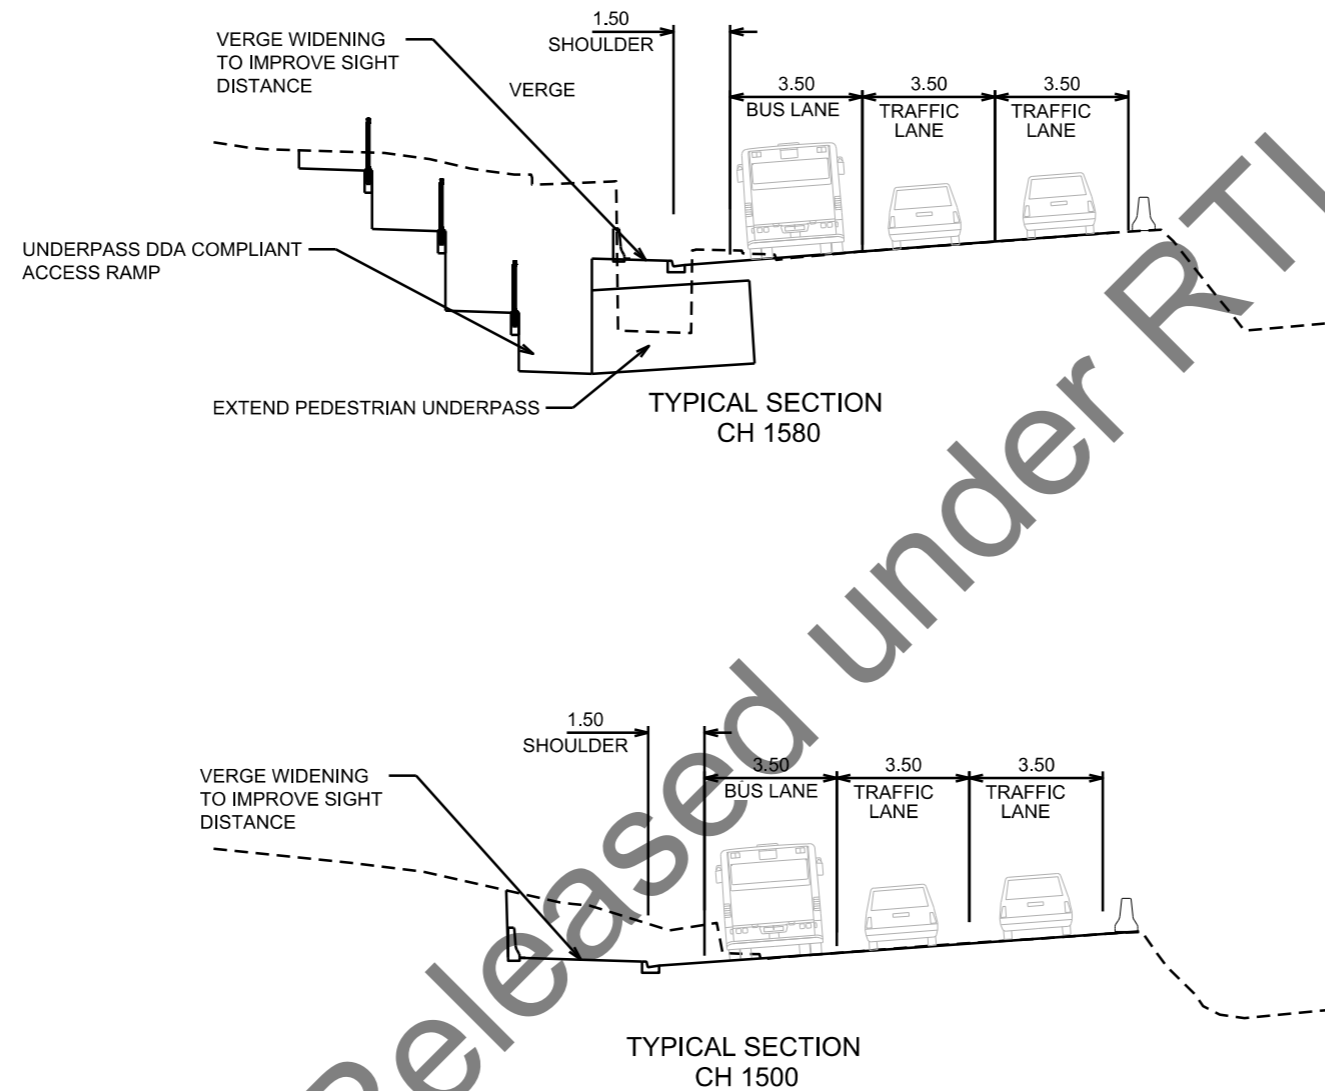 1.50
SHOULDER
VERGE WIDENING
TO IMPROVE SIGHT
DISTANCE
VERGE
3.50
BUS LANE
3.50
TRAFFIC
LANE
3.50
TRAFFIC
LANE
UNDERPASS DDA COMPLIANT
ACCESS RAMP
EXTEND PEDESTRIAN UNDERPASS
TYPICAL SECTION
CH 1580
1.50
SHOULDER
VERGE WIDENING
TO IMPROVE SIGHT
DISTANCE
3.50
BUS LANE
3.50
TRAFFIC
LANE
3.50
TRAFFIC
LANE
TYPICAL SECTION
CH 1500
Released under RTI